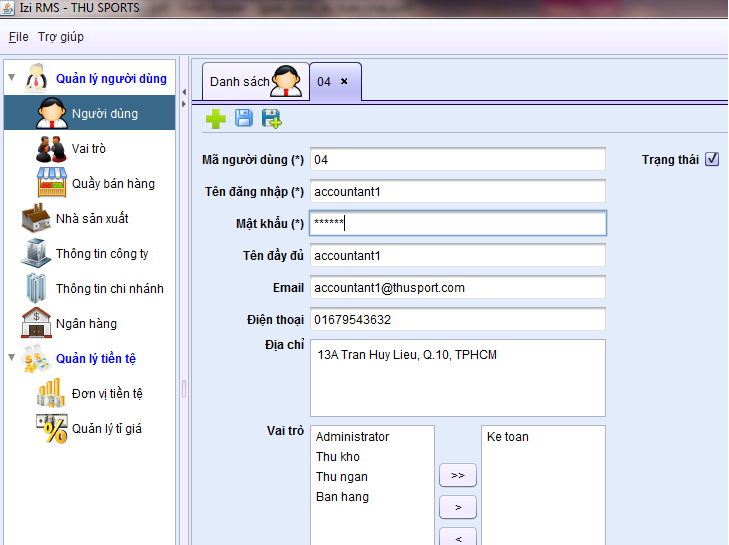 Izi RMS - THU SPORTS
File Trợ giúp
Quản lý người dùng
Người dùng
Vai trò
Quầy bán hàng
Nhà sản xuất
Thông tin công ty
Thông tin chi nhánh
Ngân hàng
Quản lý tiền tệ
Đơn vị tiền tệ
Quản lý tỉ giá
Danh sách 04 ×
Mã người dùng (*) 04 Trạng thái
Tên đăng nhập (*) accountant1
Mật khẩu (*) ******
Tên đầy đủ accountant1
Email accountant1@thusport.com
Điện thoại 01679543632
Địa chỉ 13A Tran Huy Lieu, Q.10, TPHCM
Vai trò
Administrator
Thu kho
Thu ngan
Ban hang
>>
>
<
Ke toan